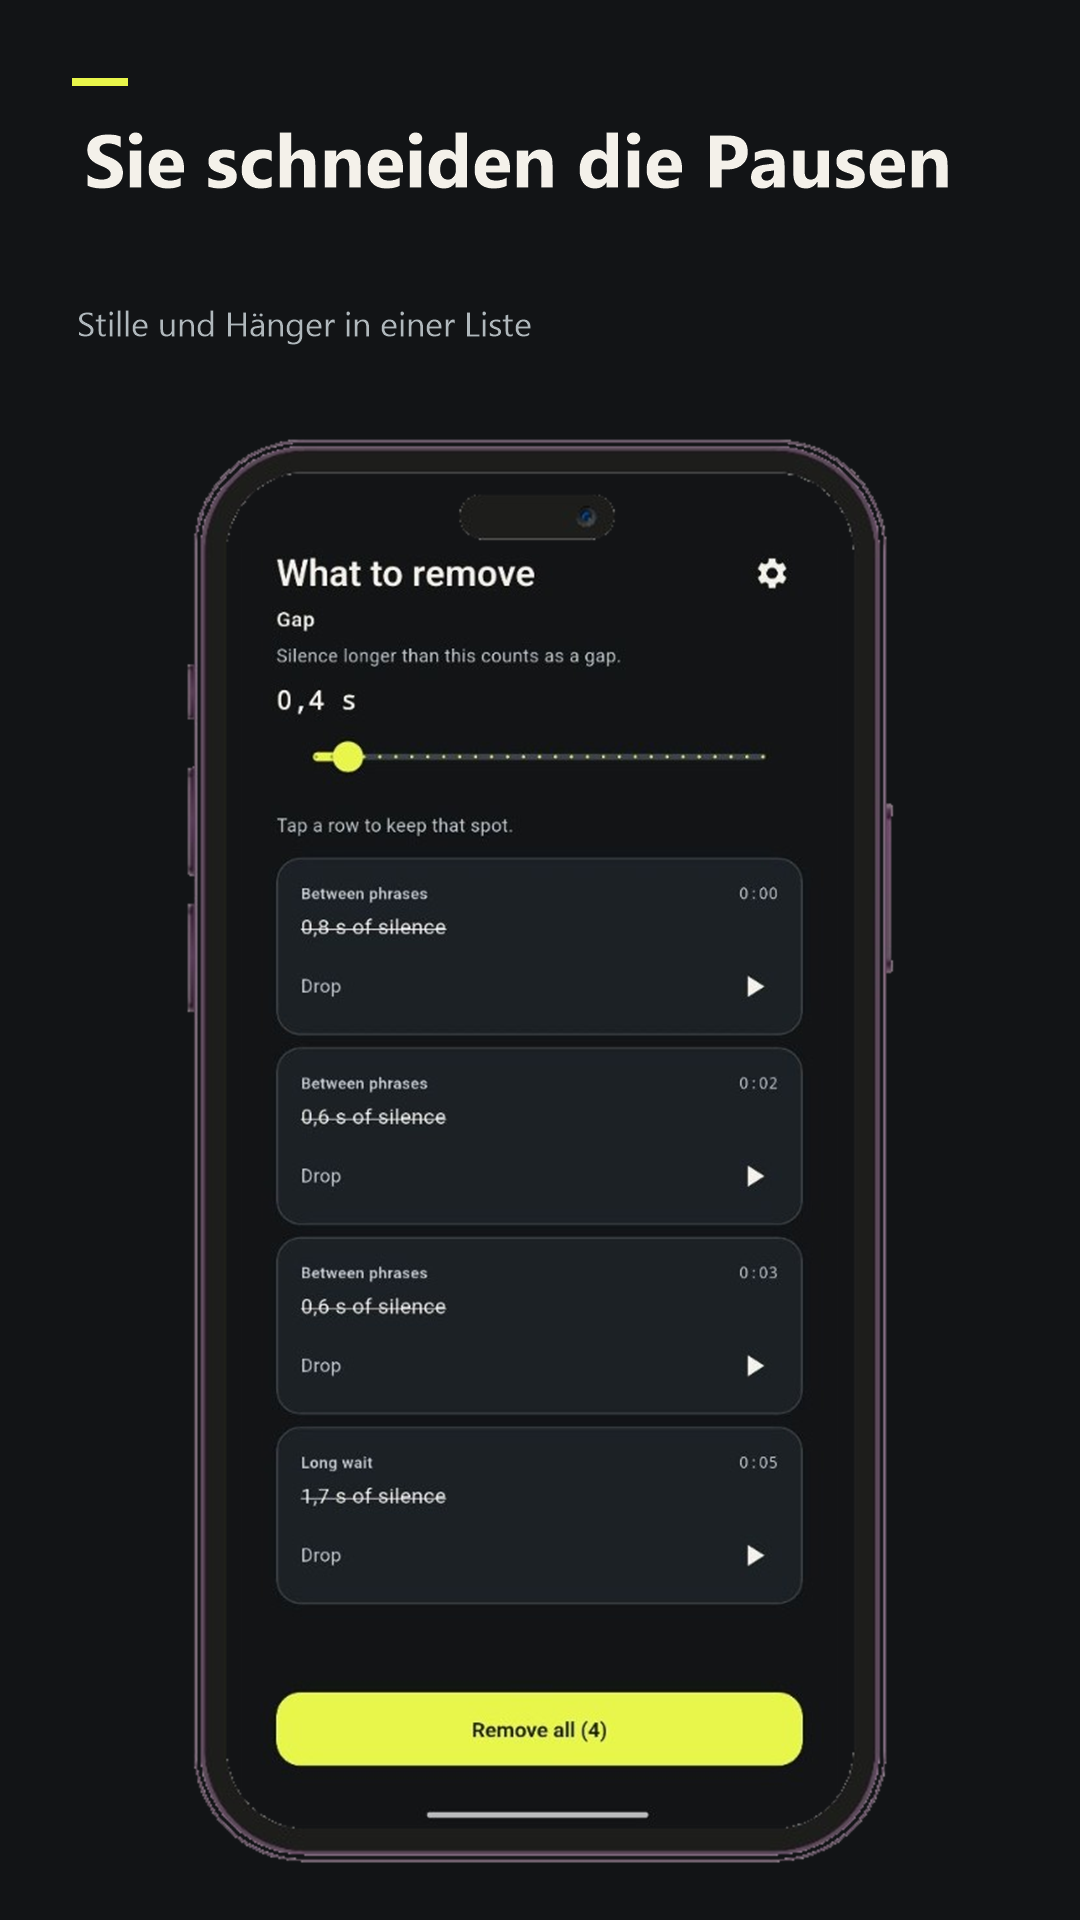 Sie schneiden die Pausen
Stille und Hänger in einer Liste
What to remove
Gap
Silence longer than this counts as a gap.
0,4 s
Tap a row to keep that spot.
Between phrases 0:00
0,8 s of silence
Drop
Between phrases 0:02
0,6 s of silence
Drop
Between phrases 0:03
0,6 s of silence
Drop
Long wait 0:05
1,7 s of silence
Drop
Remove all (4)